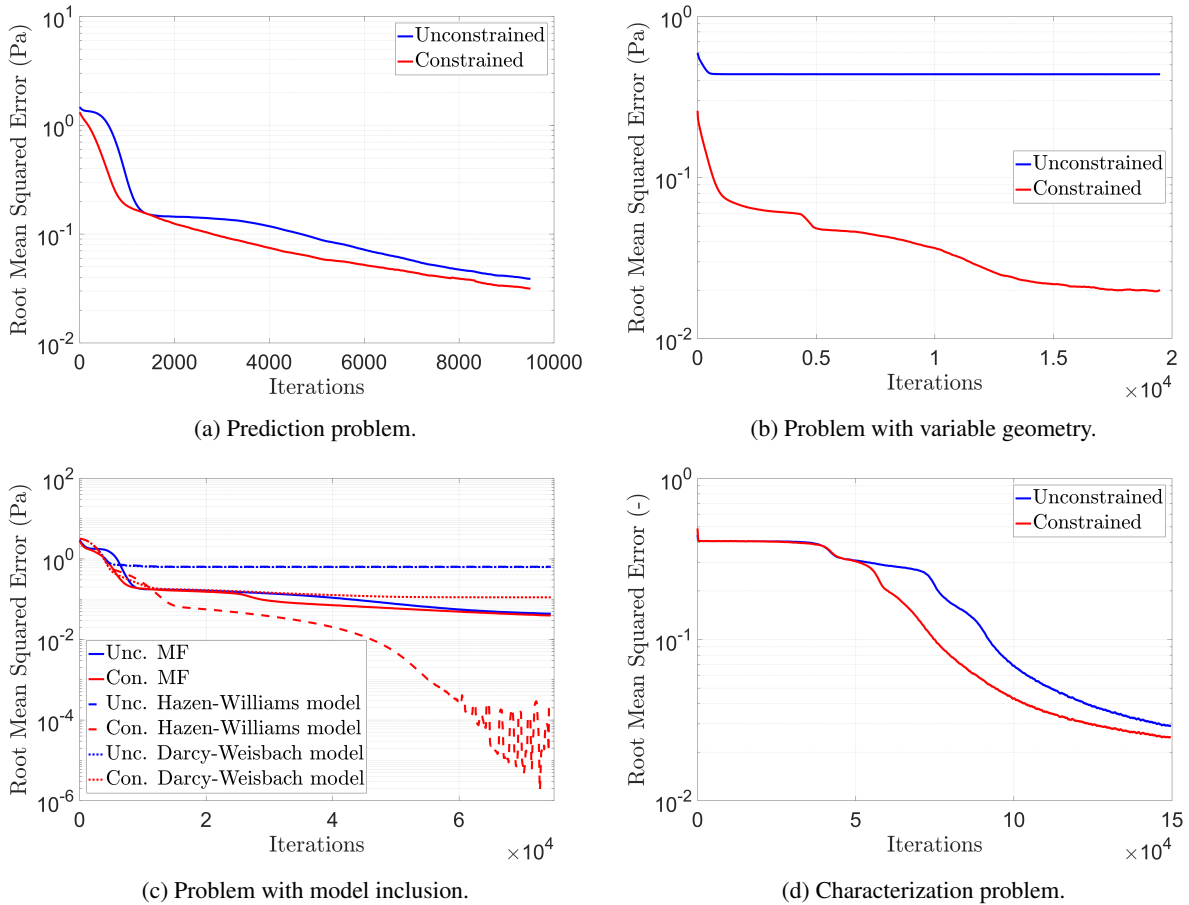 Root Mean Squared Error (Pa)
10^1
10^0
10^-1
10^-2
Unconstrained
Constrained
0 2000 4000 6000 8000 10000
Iterations
(a) Prediction problem.
Root Mean Squared Error (Pa)
10^0
10^-1
10^-2
Unconstrained
Constrained
0 0.5 1 1.5 2
Iterations
×10^4
(b) Problem with variable geometry.
Root Mean Squared Error (Pa)
10^2
10^0
10^-2
10^-4
10^-6
Unc. MF
Con. MF
Unc. Hazen-Williams model
Con. Hazen-Williams model
Unc. Darcy-Weisbach model
Con. Darcy-Weisbach model
0 2 4 6
Iterations
×10^4
(c) Problem with model inclusion.
Root Mean Squared Error (-)
10^0
10^-1
10^-2
Unconstrained
Constrained
0 5 10 15
Iterations
×10^4
(d) Characterization problem.